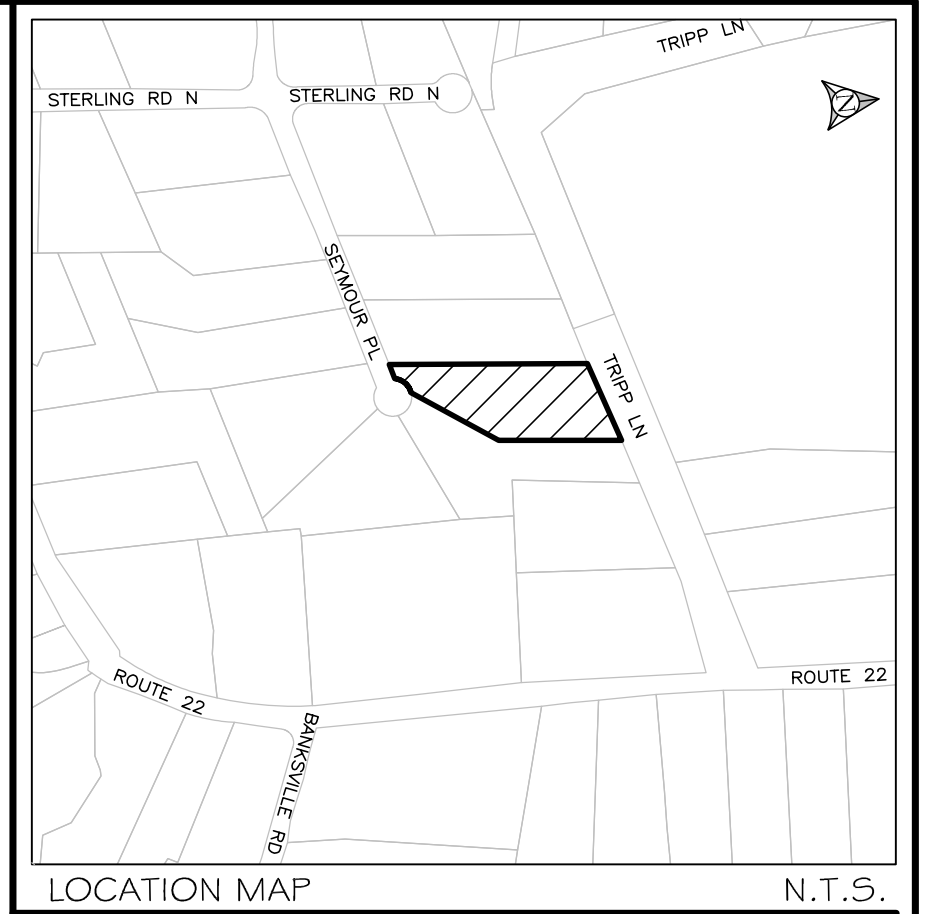 TRIPP LN
STERLING RD N
STERLING RD N
N
SEYMOUR PL
TRIPP LN
ROUTE 22
ROUTE 22
BANKSVILLE RD
LOCATION MAP
N.T.S.